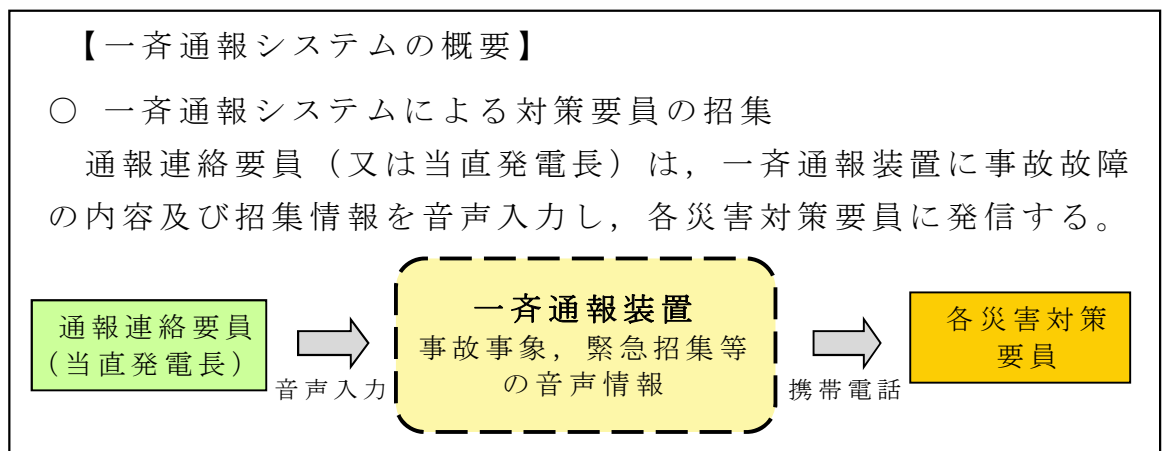 【一斉通報システムの概要】
○ 一斉通報システムによる対策要員の招集
通報連絡要員（又は当直発電長）は，一斉通報装置に事故故障
の内容及び招集情報を音声入力し，各災害対策要員に発信する。
通報連絡要員
（当直発電長）
音声入力
一斉通報装置
事故事象，緊急招集等
の音声情報
携帯電話
各災害対策
要員